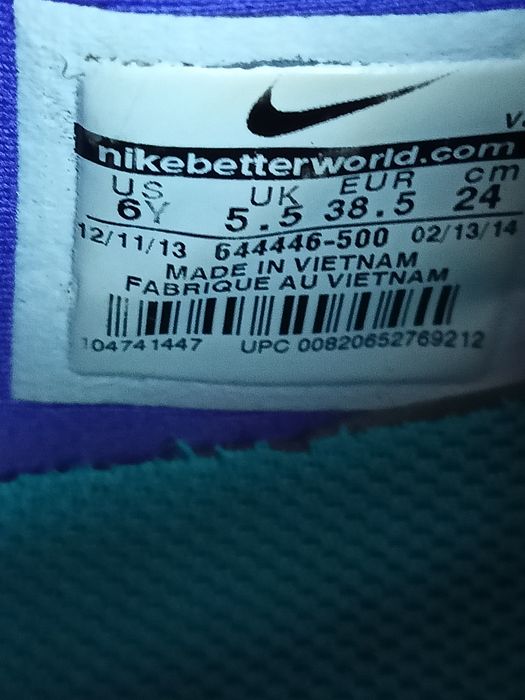 nikebetterworld.com
US UK EUR cm
6Y 5.5 38.5 24
12/11/13 644446-500 02/13/14
MADE IN VIETNAM
FABRIQUE AU VIETNAM
104741447 UPC 00820652769212